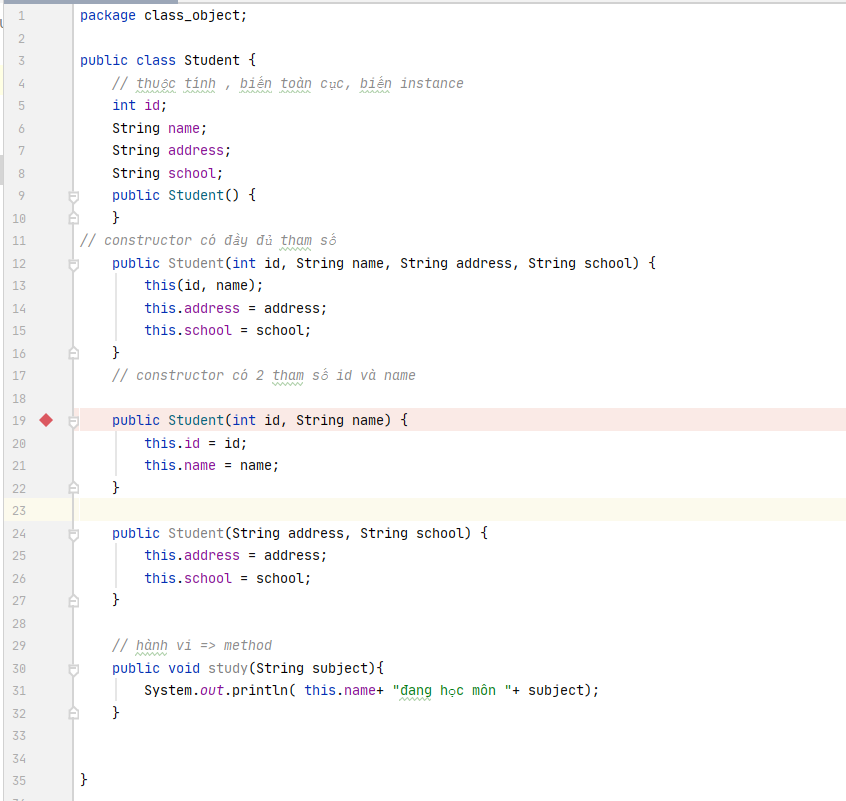 1 package class_object;
2
3 public class Student {
4 // thuộc tính , biến toàn cục, biến instance
5 int id;
6 String name;
7 String address;
8 String school;
9 public Student() {
10 }
11 // constructor có đầy đủ tham số
12 public Student(int id, String name, String address, String school) {
13 this(id, name);
14 this.address = address;
15 this.school = school;
16 }
17 // constructor có 2 tham số id và name
18
19 public Student(int id, String name) {
20 this.id = id;
21 this.name = name;
22 }
23
24 public Student(String address, String school) {
25 this.address = address;
26 this.school = school;
27 }
28
29 // hành vi => method
30 public void study(String subject){
31 System.out.println( this.name+ "đang học môn "+ subject);
32 }
33
34
35 }